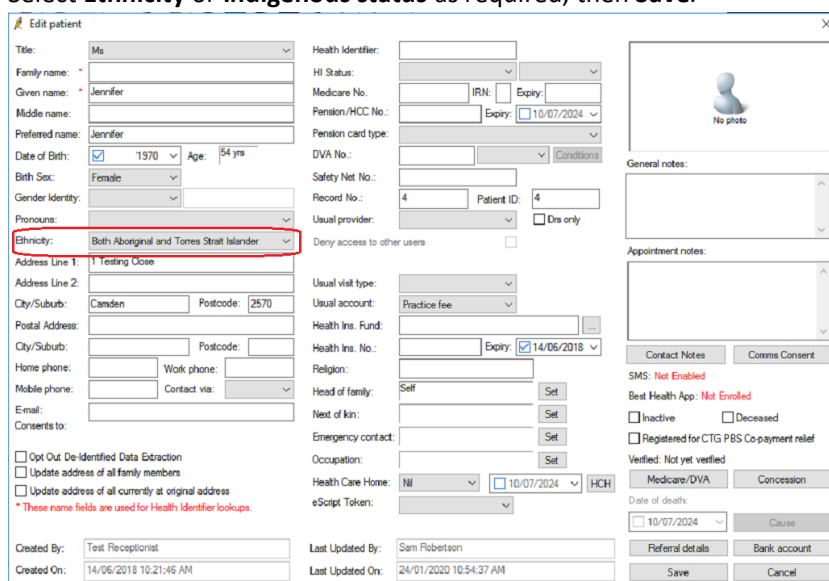 Select Ethnicity or Indigenous status as required, then Save.
Edit patient
Title: Ms
Family name: *
Given name: * Jennifer
Middle name:
Preferred name: Jennifer
Date of Birth: '1970 Age: 54 yrs
Birth Sex: Female
Gender Identity:
Pronouns:
Ethnicity: Both Aboriginal and Torres Strait Islander
Address Line 1: 1 Testing Close
Address Line 2:
City/Suburb: Camden Postcode: 2570
Postal Address:
City/Suburb: Postcode:
Home phone: Work phone:
Mobile phone: Contact via:
E-mail:
Consents to:
Opt Out De-Identified Data Extraction
Update address of all family members
Update address of all currently at original address
* These name fields are used for Health Identifier lookups.
Created By: Test Receptionist
Created On: 14/06/2018 10:21:46 AM
Health Identifier:
HI Status:
Medicare No. IRN: Expiry:
Pension/HCC No.: Expiry: 10/07/2024
Pension card type:
DVA No.: Conditions
Safety Net No.:
Record No.: 4 Patient ID: 4
Usual provider: Drs only
Deny access to other users
Usual visit type:
Usual account: Practice fee
Health Ins. Fund: ...
Health Ins. No.: Expiry: 14/06/2018
Religion:
Head of family: Self Set
Next of kin: Set
Emergency contact: Set
Occupation: Set
Health Care Home: Nil 10/07/2024 HCH
eScript Token:
Last Updated By: Sam Robertson
Last Updated On: 24/01/2020 10:54:37 AM
No photo
General notes:
Appointment notes:
Contact Notes Comms Consent
SMS: Not Enabled
Best Health App: Not Enrolled
Inactive Deceased
Registered for CTG PBS Co-payment relief
Verified: Not yet verified
Medicare/DVA Concession
Date of death:
10/07/2024 Cause
Referral details Bank account
Save Cancel